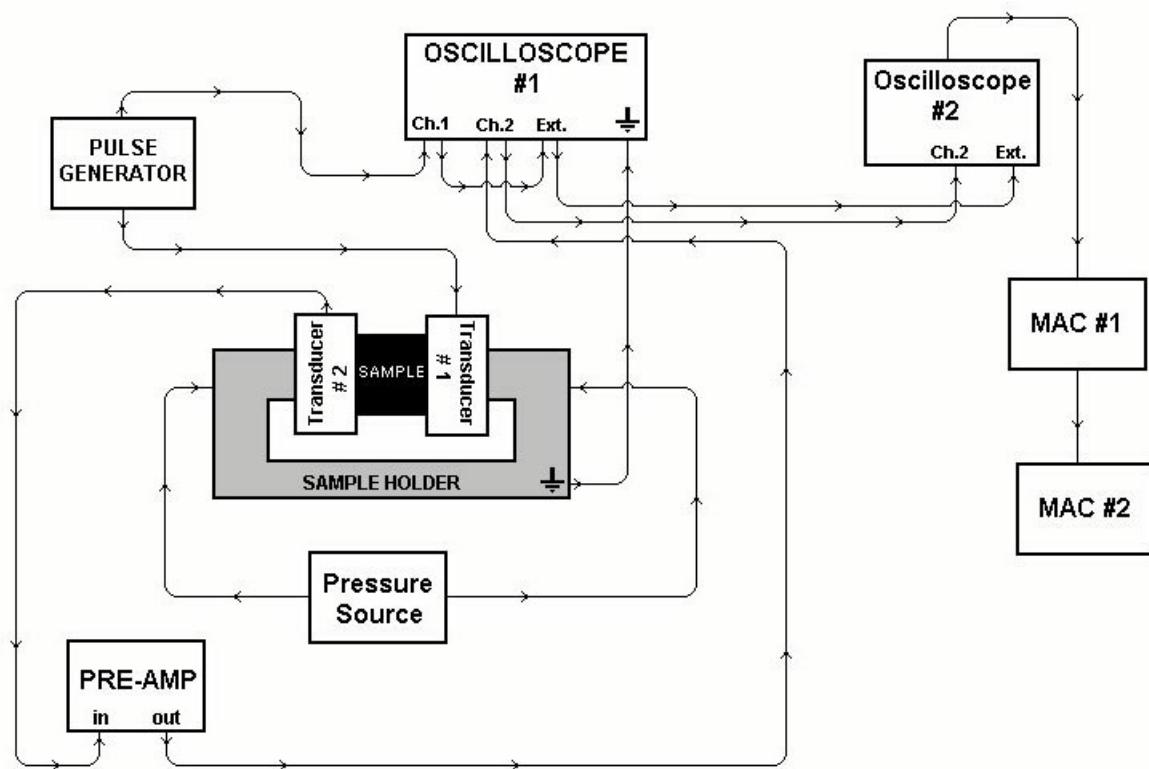 OSCILLOSCOPE
#1
Ch.1 Ch.2 Ext.
Oscilloscope
#2
Ch.2 Ext.
PULSE
GENERATOR
MAC #1
MAC #2
Transducer
# 2
SAMPLE
Transducer
# 1
SAMPLE HOLDER
Pressure
Source
PRE-AMP
in out